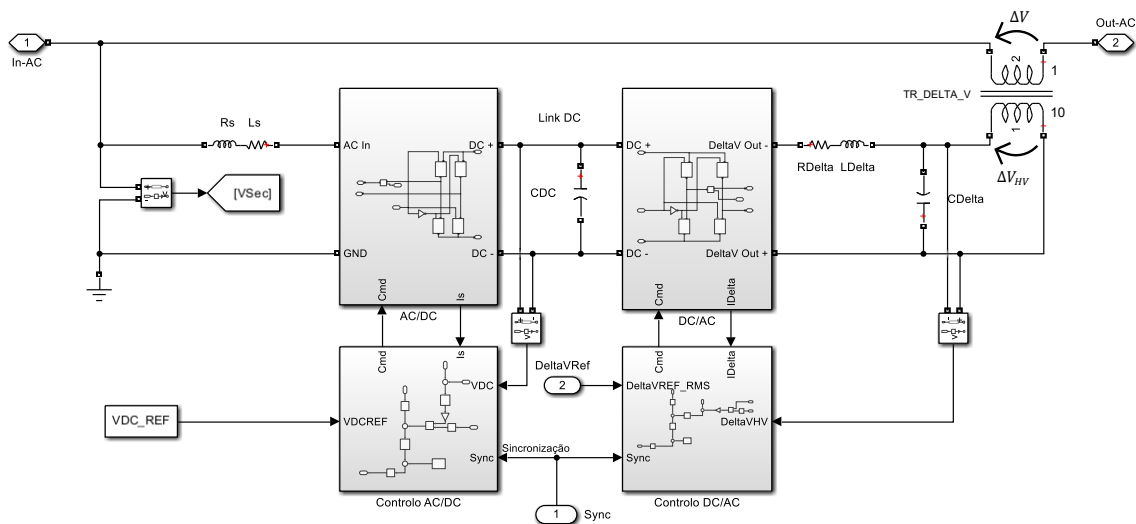 ΔV
Out-AC
1
2
In-AC
2
1
TR_DELTA_V
10
1
ΔV_HV
Rs Ls
AC In
DC +
Link DC
DC +
DeltaV Out -
RDelta LDelta
CDC
CDelta
[VSec]
V
GND
DC -
DC -
DeltaV Out +
Cmd
Is
Cmd
IDelta
AC/DC
DC/AC
V
V
Cmd
Is
Cmd
IDelta
VDC
DeltaVRef
2
DeltaVREF_RMS
VDC_REF
VDCREF
DeltaVHV
Sincronização
Sync
Sync
Controlo AC/DC
1
Sync
Controlo DC/AC